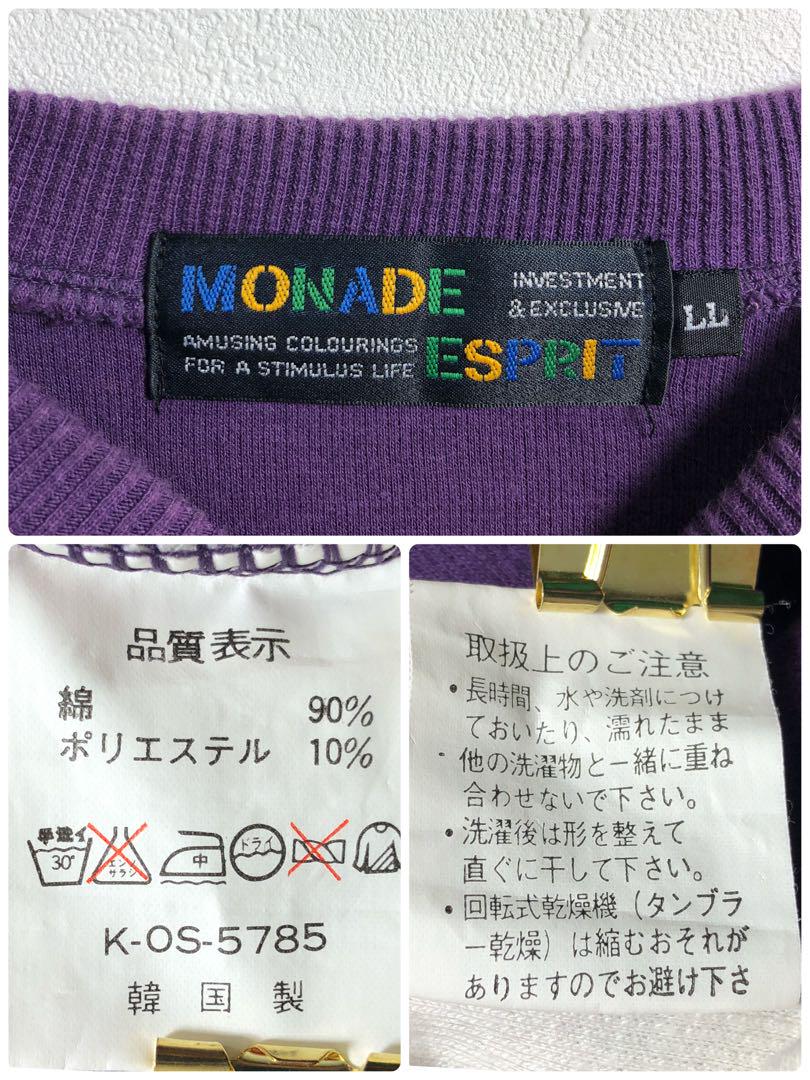 MONADE
INVESTMENT
& EXCLUSIVE
AMUSING COLOURINGS
FOR A STIMULUS LIFE
ESPRIT
LL
品質表示
綿 90%
ポリエステル 10%
30°
エンソ
サラシ
中
ドライ
K-OS-5785
韓国製
取扱上のご注意
・長時間、水や洗剤につけ
ておいたり、濡れたまま
他の洗濯物と一緒に重ね
合わせないで下さい。
・洗濯後は形を整えて
直ぐに干して下さい。
・回転式乾燥機（タンブラ
ー乾燥）は縮むおそれが
ありますのでお避け下さ